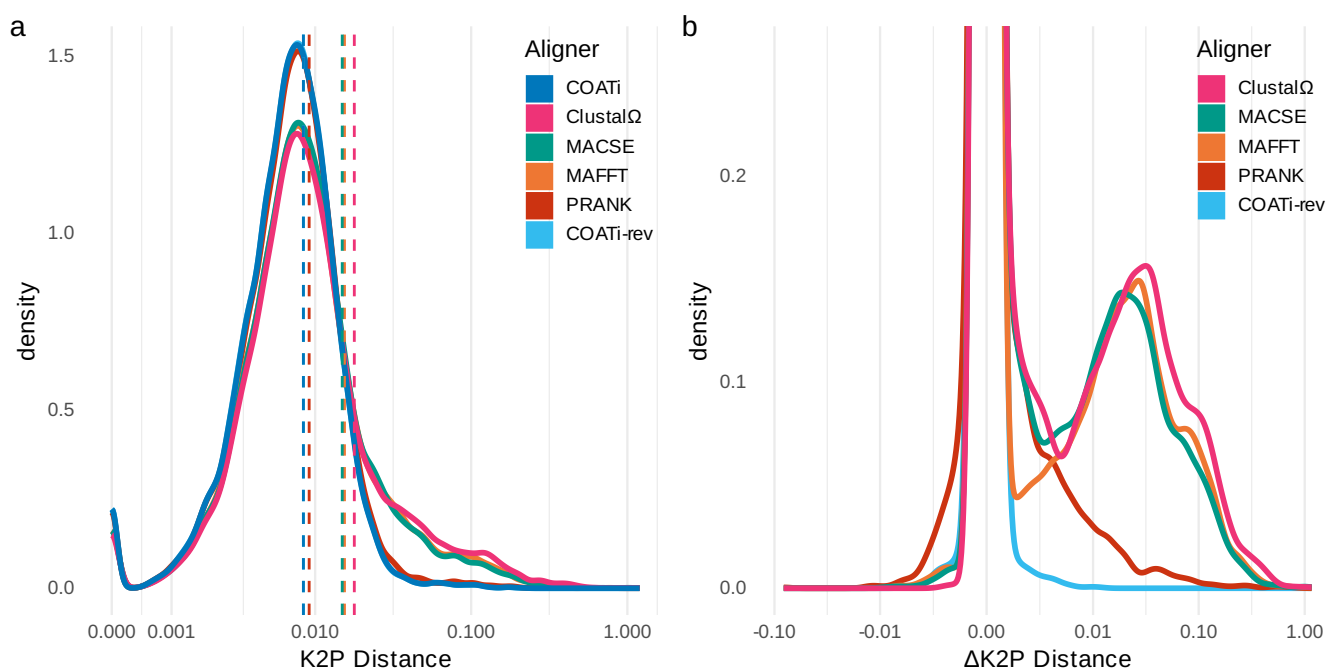 a
1.5
1.0
0.5
0.0
density
0.000
0.001
0.010
0.100
1.000
K2P Distance
Aligner
COATi
ClustalΩ
MACSE
MAFFT
PRANK
COATi-rev
b
0.2
0.1
0.0
density
-0.10
-0.01
0.00
0.01
0.10
1.00
ΔK2P Distance
Aligner
ClustalΩ
MACSE
MAFFT
PRANK
COATi-rev